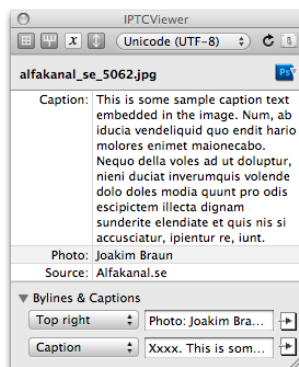 IPTCViewer
x Unicode (UTF-8)
alfakanal_se_5062.jpg Ps
Caption: This is some sample caption text
embedded in the image. Num, ab
iducia vendeliquid quo endit hario
molores enimet maionecabo.
Nequo della voles ad ut doluptur,
nieni duciat inverumquis volende
dolo doles modia quunt pro odis
escipictem illecta dignam
sunderite elendiate et quis nis si
accusiatur, ipientur re, iunt.
Photo: Joakim Braun
Source: Alfakanal.se
Bylines & Captions
Top right Photo: Joakim Bra...
Caption Xxxx. This is som...